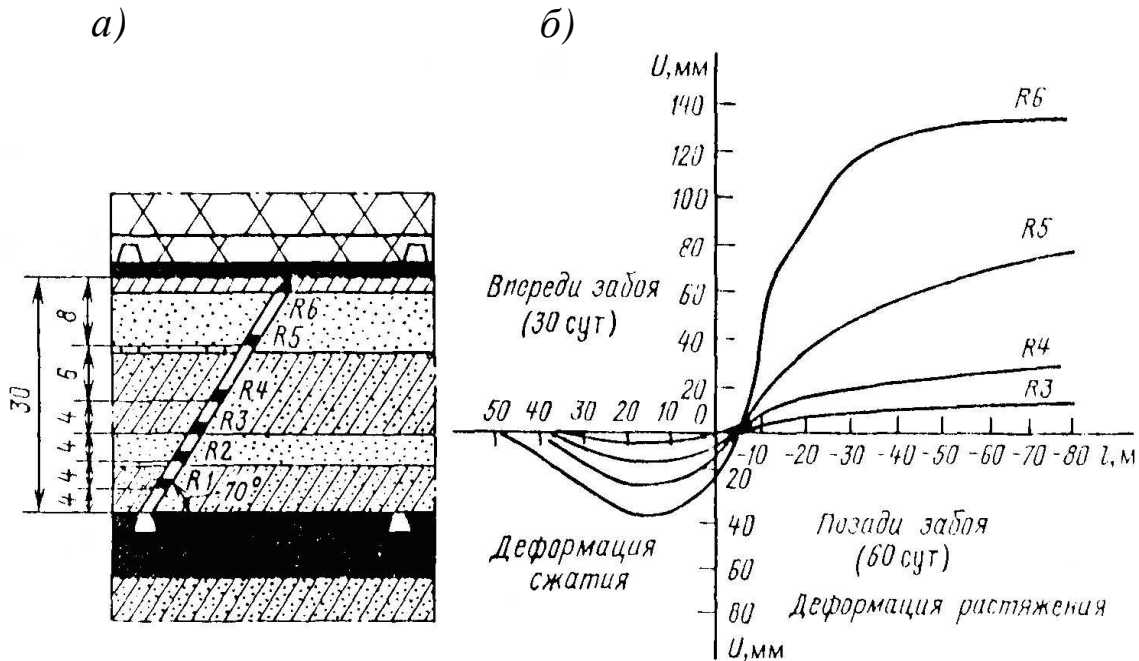 а)
30
8
6
4
4
4
4
R6
R5
R4
R3
R2
R1
70°
б)
U,мм
140
120
100
80
60
40
20
0
R6
R5
R4
R3
Впереди забоя
(30 сут)
50 40 30 20 10
-10 -20 -30 -40 -50 -60 -70 -80 l, м
20
40
60
80
U,мм
Деформация
сжатия
Позади забоя
(60 сут)
Деформация растяжения